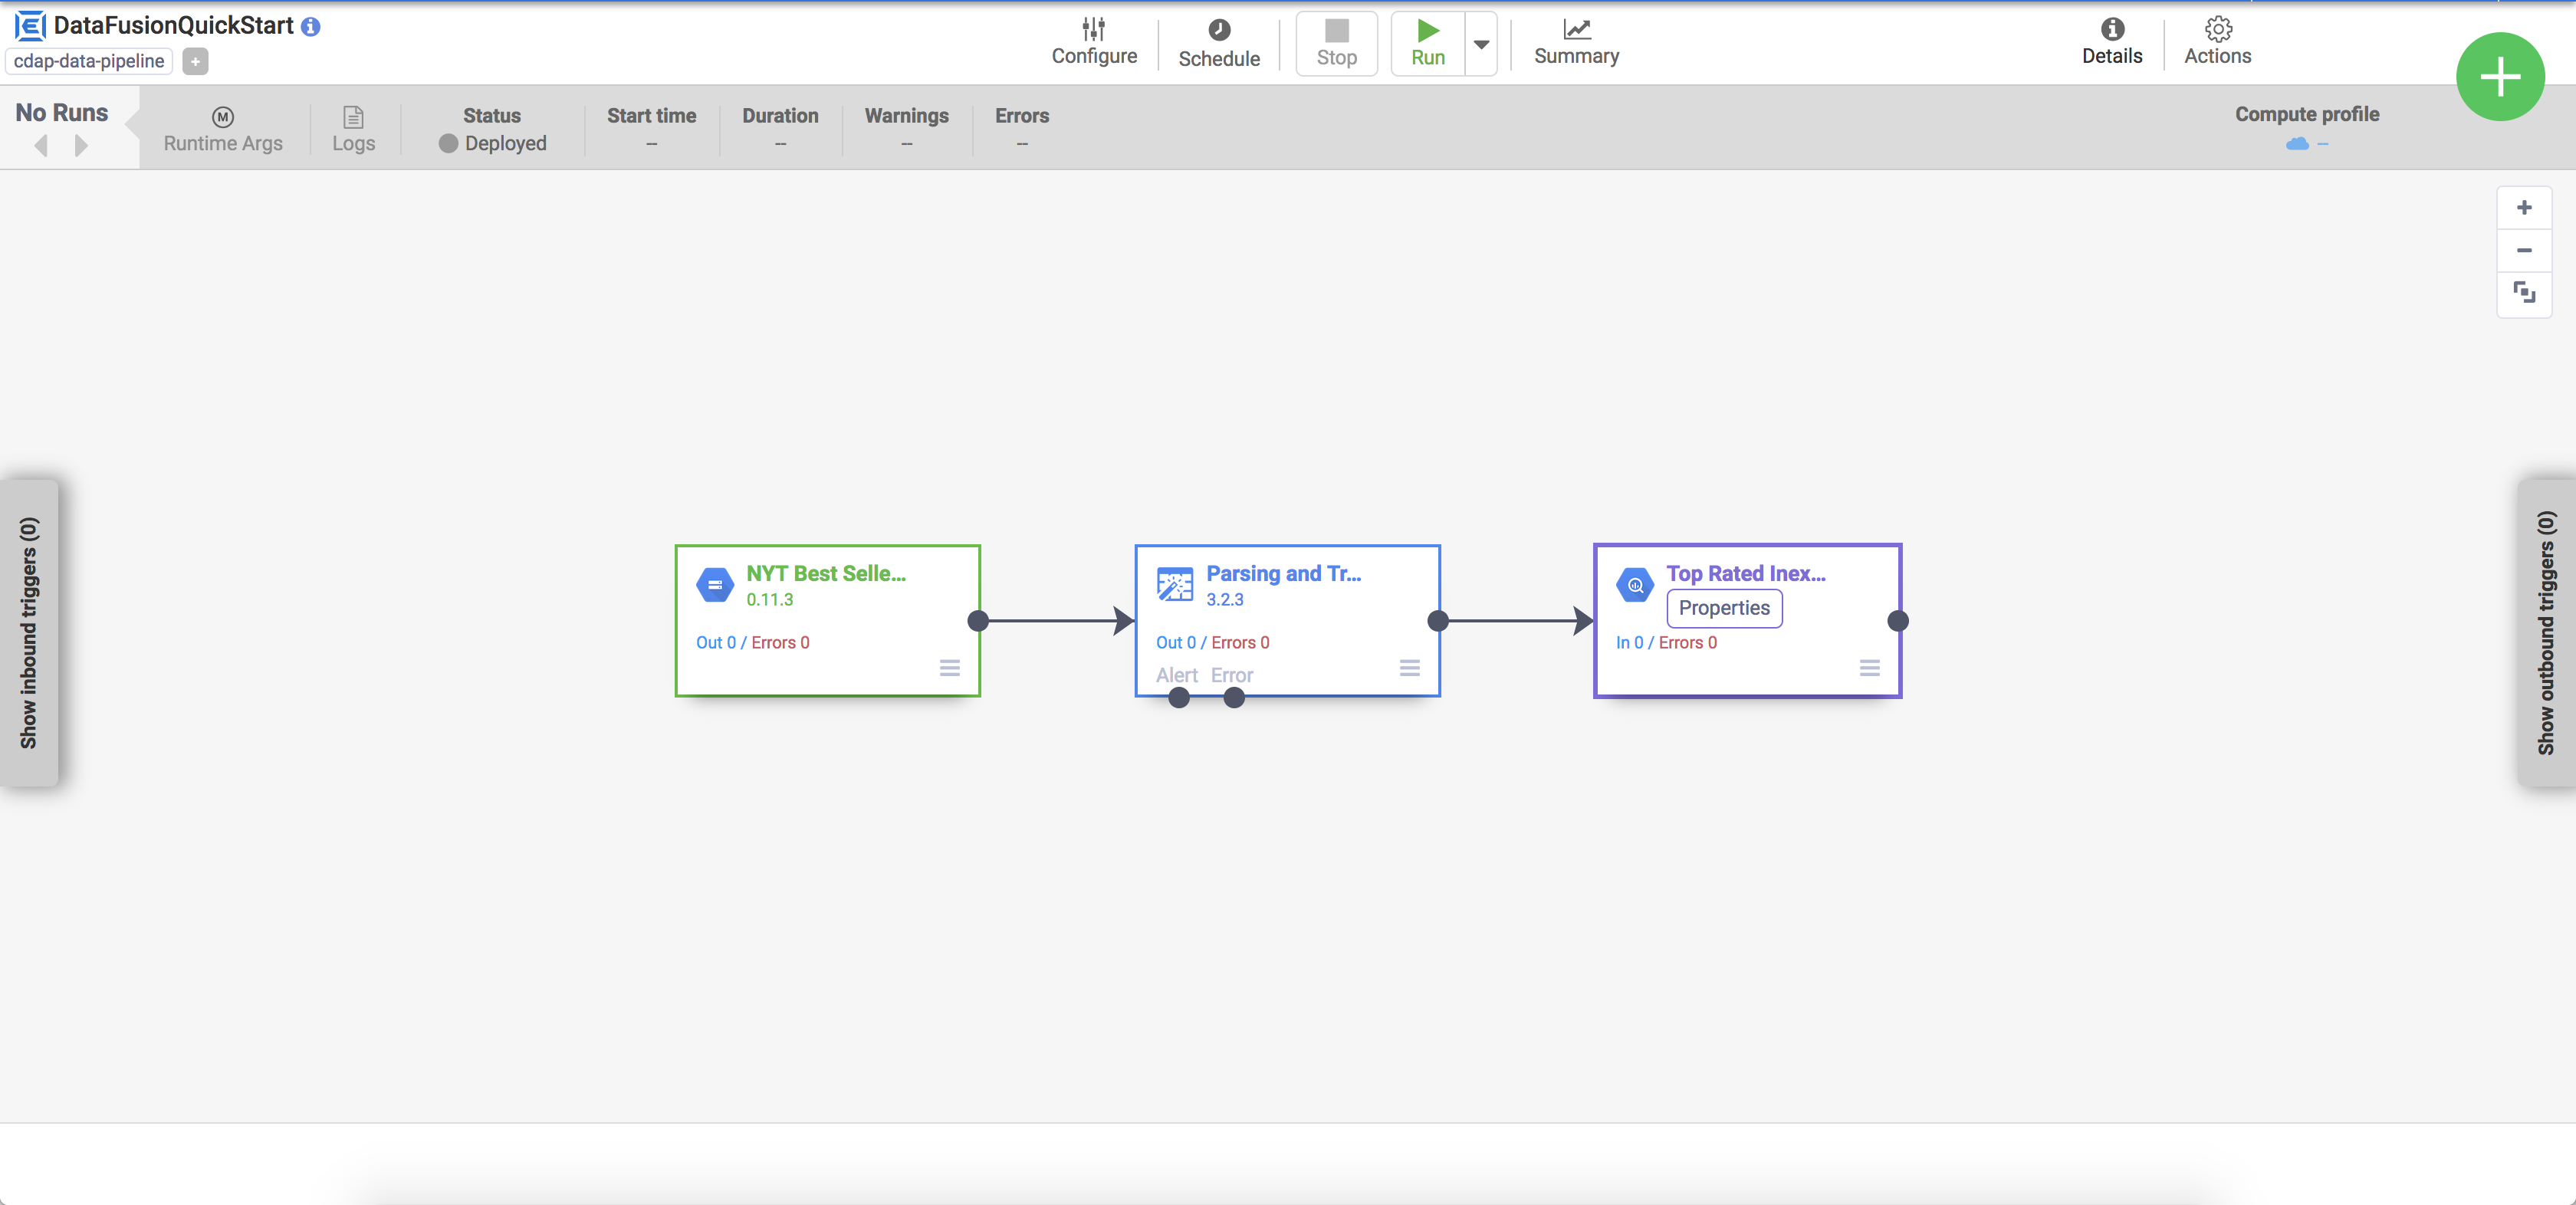 DataFusionQuickStart
cdap-data-pipeline
Configure
Schedule
Stop
Run
Summary
Details
Actions
No Runs
Runtime Args
Logs
Status
Deployed
Start time
--
Duration
--
Warnings
--
Errors
--
Compute profile
--
Show inbound triggers (0)
NYT Best Selle...
0.11.3
Out 0 / Errors 0
Parsing and Tr...
3.2.3
Out 0 / Errors 0
Alert Error
Top Rated Inex...
Properties
In 0 / Errors 0
Show outbound triggers (0)